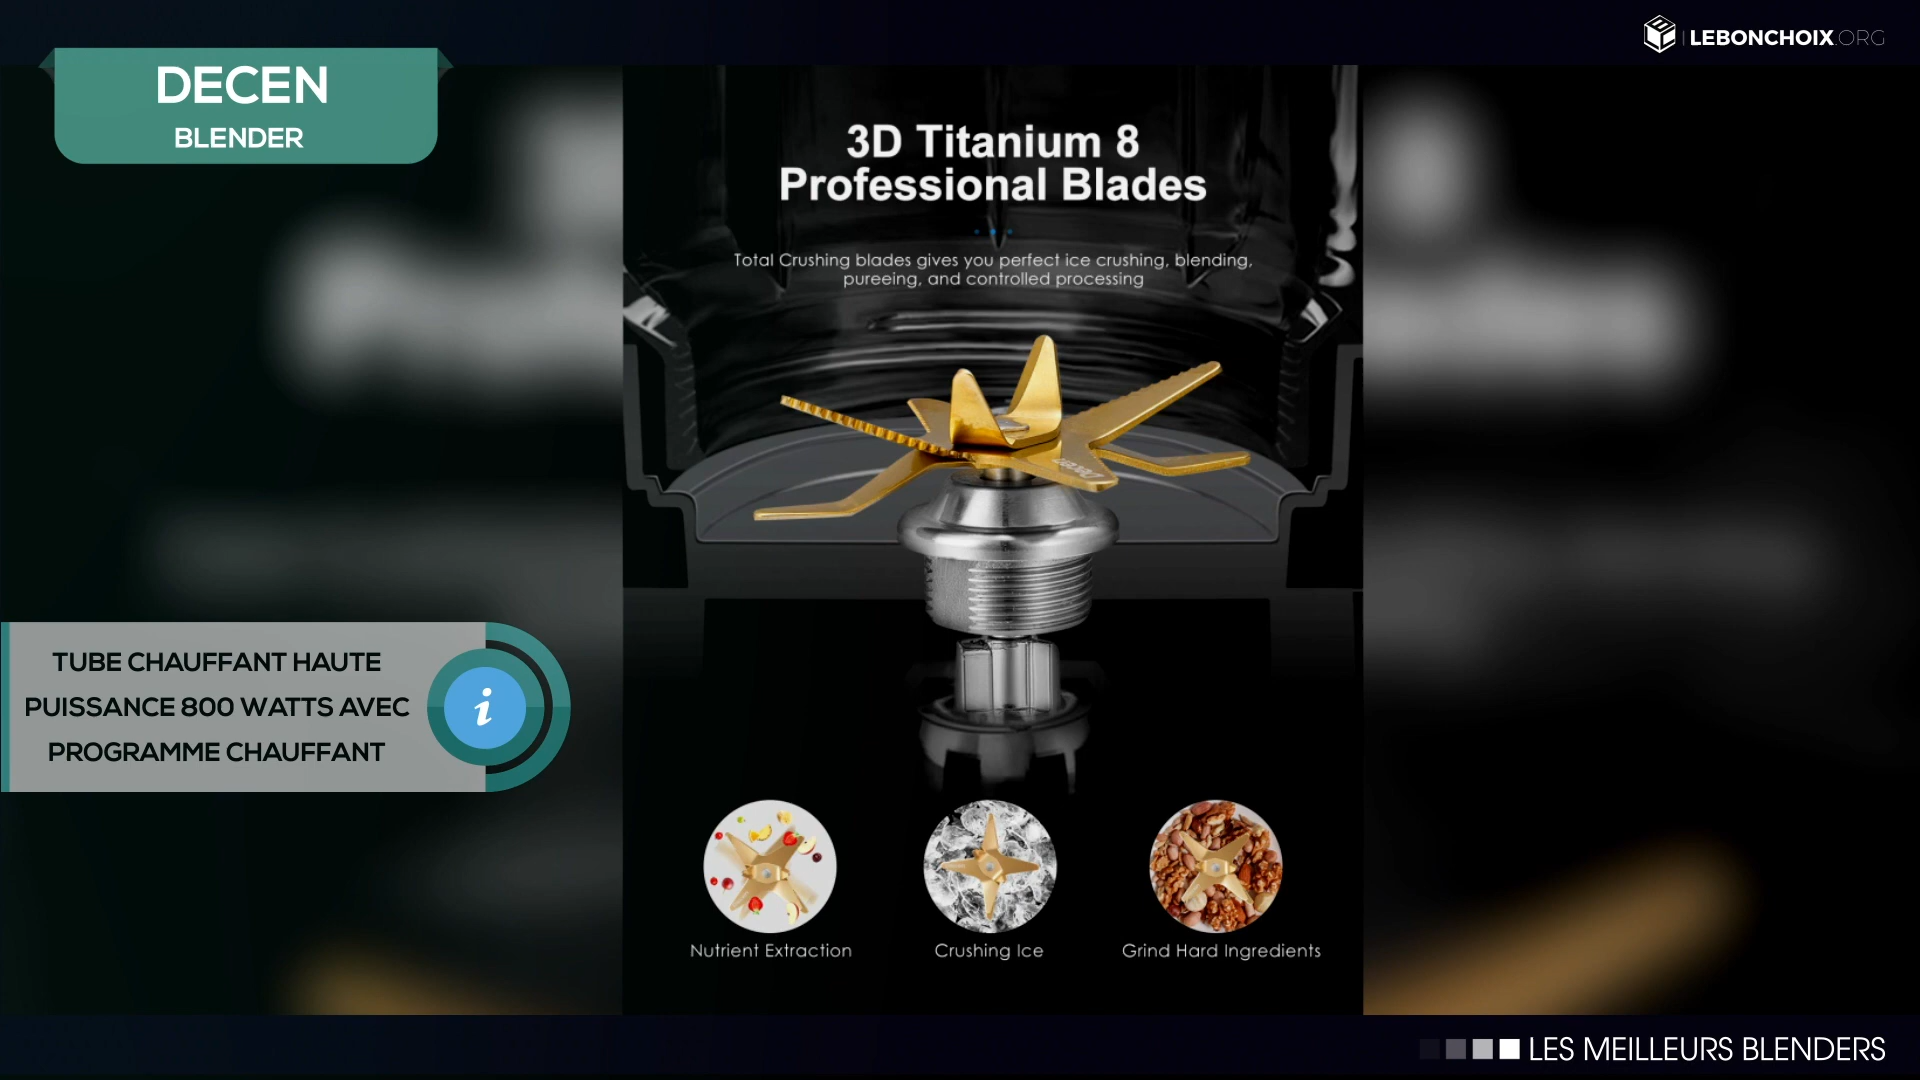 DECEN
BLENDER
LEBONCHOIX.ORG
3D Titanium 8
Professional Blades
Total Crushing blades gives you perfect ice crushing, blending,
pureeing, and controlled processing
Decen
TUBE CHAUFFANT HAUTE
PUISSANCE 800 WATTS AVEC
PROGRAMME CHAUFFANT
i
Nutrient Extraction
Crushing Ice
Grind Hard Ingredients
LES MEILLEURS BLENDERS